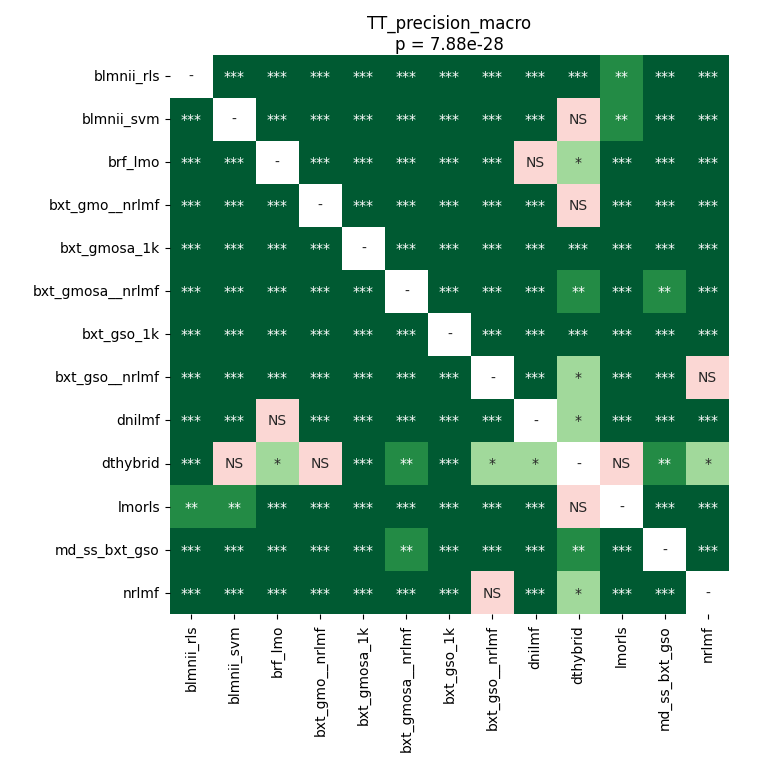 TT_precision_macro
p = 7.88e-28
blmnii_rls - *** *** *** *** *** *** *** *** *** ** *** ***
blmnii_svm *** - *** *** *** *** *** *** *** NS ** *** ***
brf_lmo *** *** - *** *** *** *** *** NS * *** *** ***
bxt_gmo__nrlmf *** *** *** - *** *** *** *** *** NS *** *** ***
bxt_gmosa_1k *** *** *** *** - *** *** *** *** *** *** *** ***
bxt_gmosa__nrlmf *** *** *** *** *** - *** *** *** ** *** ** ***
bxt_gso_1k *** *** *** *** *** *** - *** *** *** *** *** ***
bxt_gso__nrlmf *** *** *** *** *** *** *** - *** * *** *** NS
dnilmf *** *** NS *** *** *** *** *** - * *** *** ***
dthybrid *** NS * NS *** ** *** * * - NS ** *
lmorls ** ** *** *** *** *** *** *** *** NS - *** ***
md_ss_bxt_gso *** *** *** *** *** ** *** *** *** ** *** - ***
nrlmf *** *** *** *** *** *** *** NS *** * *** *** -
blmnii_rls
blmnii_svm
brf_lmo
bxt_gmo__nrlmf
bxt_gmosa_1k
bxt_gmosa__nrlmf
bxt_gso_1k
bxt_gso__nrlmf
dnilmf
dthybrid
lmorls
md_ss_bxt_gso
nrlmf